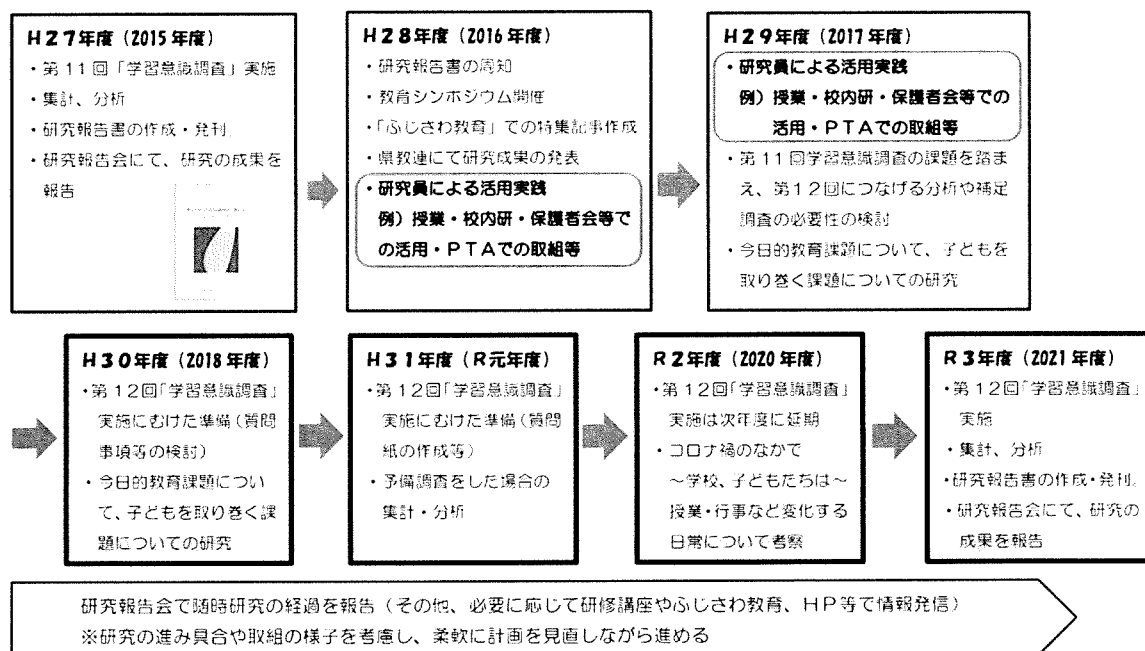 H27年度（2015年度）
・第11回「学習意識調査」実施
・集計、分析
・研究報告書の作成・発刊
・研究報告会にて、研究の成果を
報告
H28年度（2016年度）
・研究報告書の周知
・教育シンポジウム開催
・「ふじさわ教育」での特集記事作成
・県教連にて研究成果の発表
・研究員による活用実践
例）授業・校内研・保護者会等で
の活用・PTAでの取組等
H29年度（2017年度）
・研究員による活用実践
例）授業・校内研・保護者会等での
活用・PTAでの取組等
・第11回学習意識調査の課題を踏ま
え、第12回につなげる分析や補足
調査の必要性の検討
・今日的教育課題について、子どもを
取り巻く課題についての研究
H30年度（2018年度）
・第12回「学習意識調査」
実施にむけた準備（質問
事項等の検討）
・今日的教育課題につい
て、子どもを取り巻く課
題についての研究
H31年度（R元年度）
・第12回「学習意識調査」
実施にむけた準備（質問
紙の作成等）
・予備調査をした場合の
集計・分析
R2年度（2020年度）
・第12回「学習意識調査」
実施は次年度に延期
・コロナ禍のなかで
～学校、子どもたちは～
授業・行事など変化する
日常について考察
R3年度（2021年度）
・第12回「学習意識調査」
実施
・集計、分析
・研究報告書の作成・発刊。
・研究報告会にて、研究の
成果を報告
研究報告会で随時研究の経過を報告（その他、必要に応じて研修講座やふじさわ教育、HP等で情報発信）
※研究の進み具合や取組の様子を考慮し、柔軟に計画を見直しながら進める